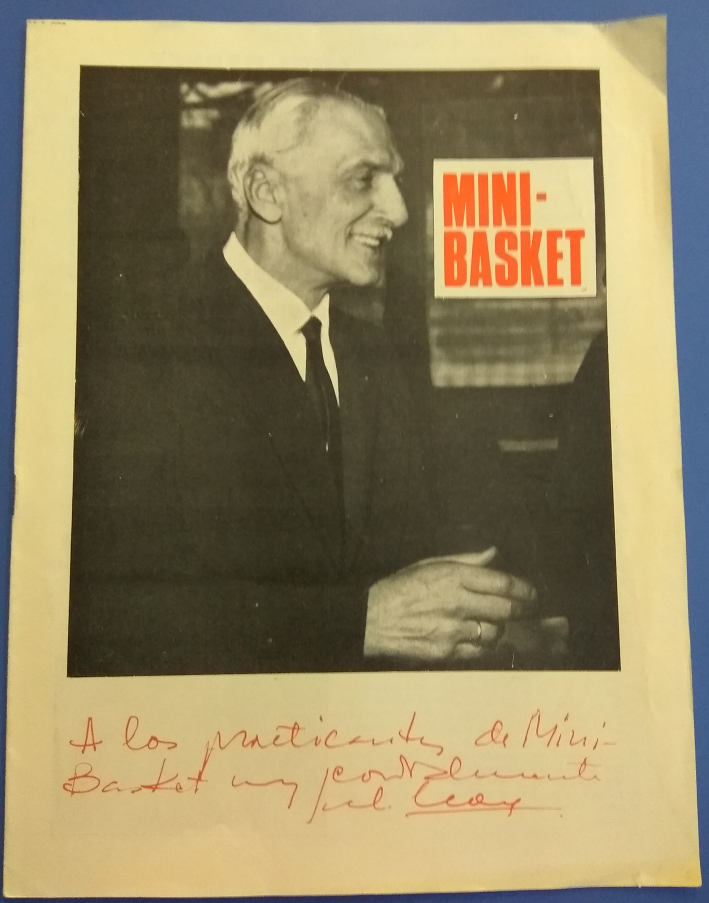 MINI-
BASKET
A los practicantes de Mini-
Basket muy cordialmente